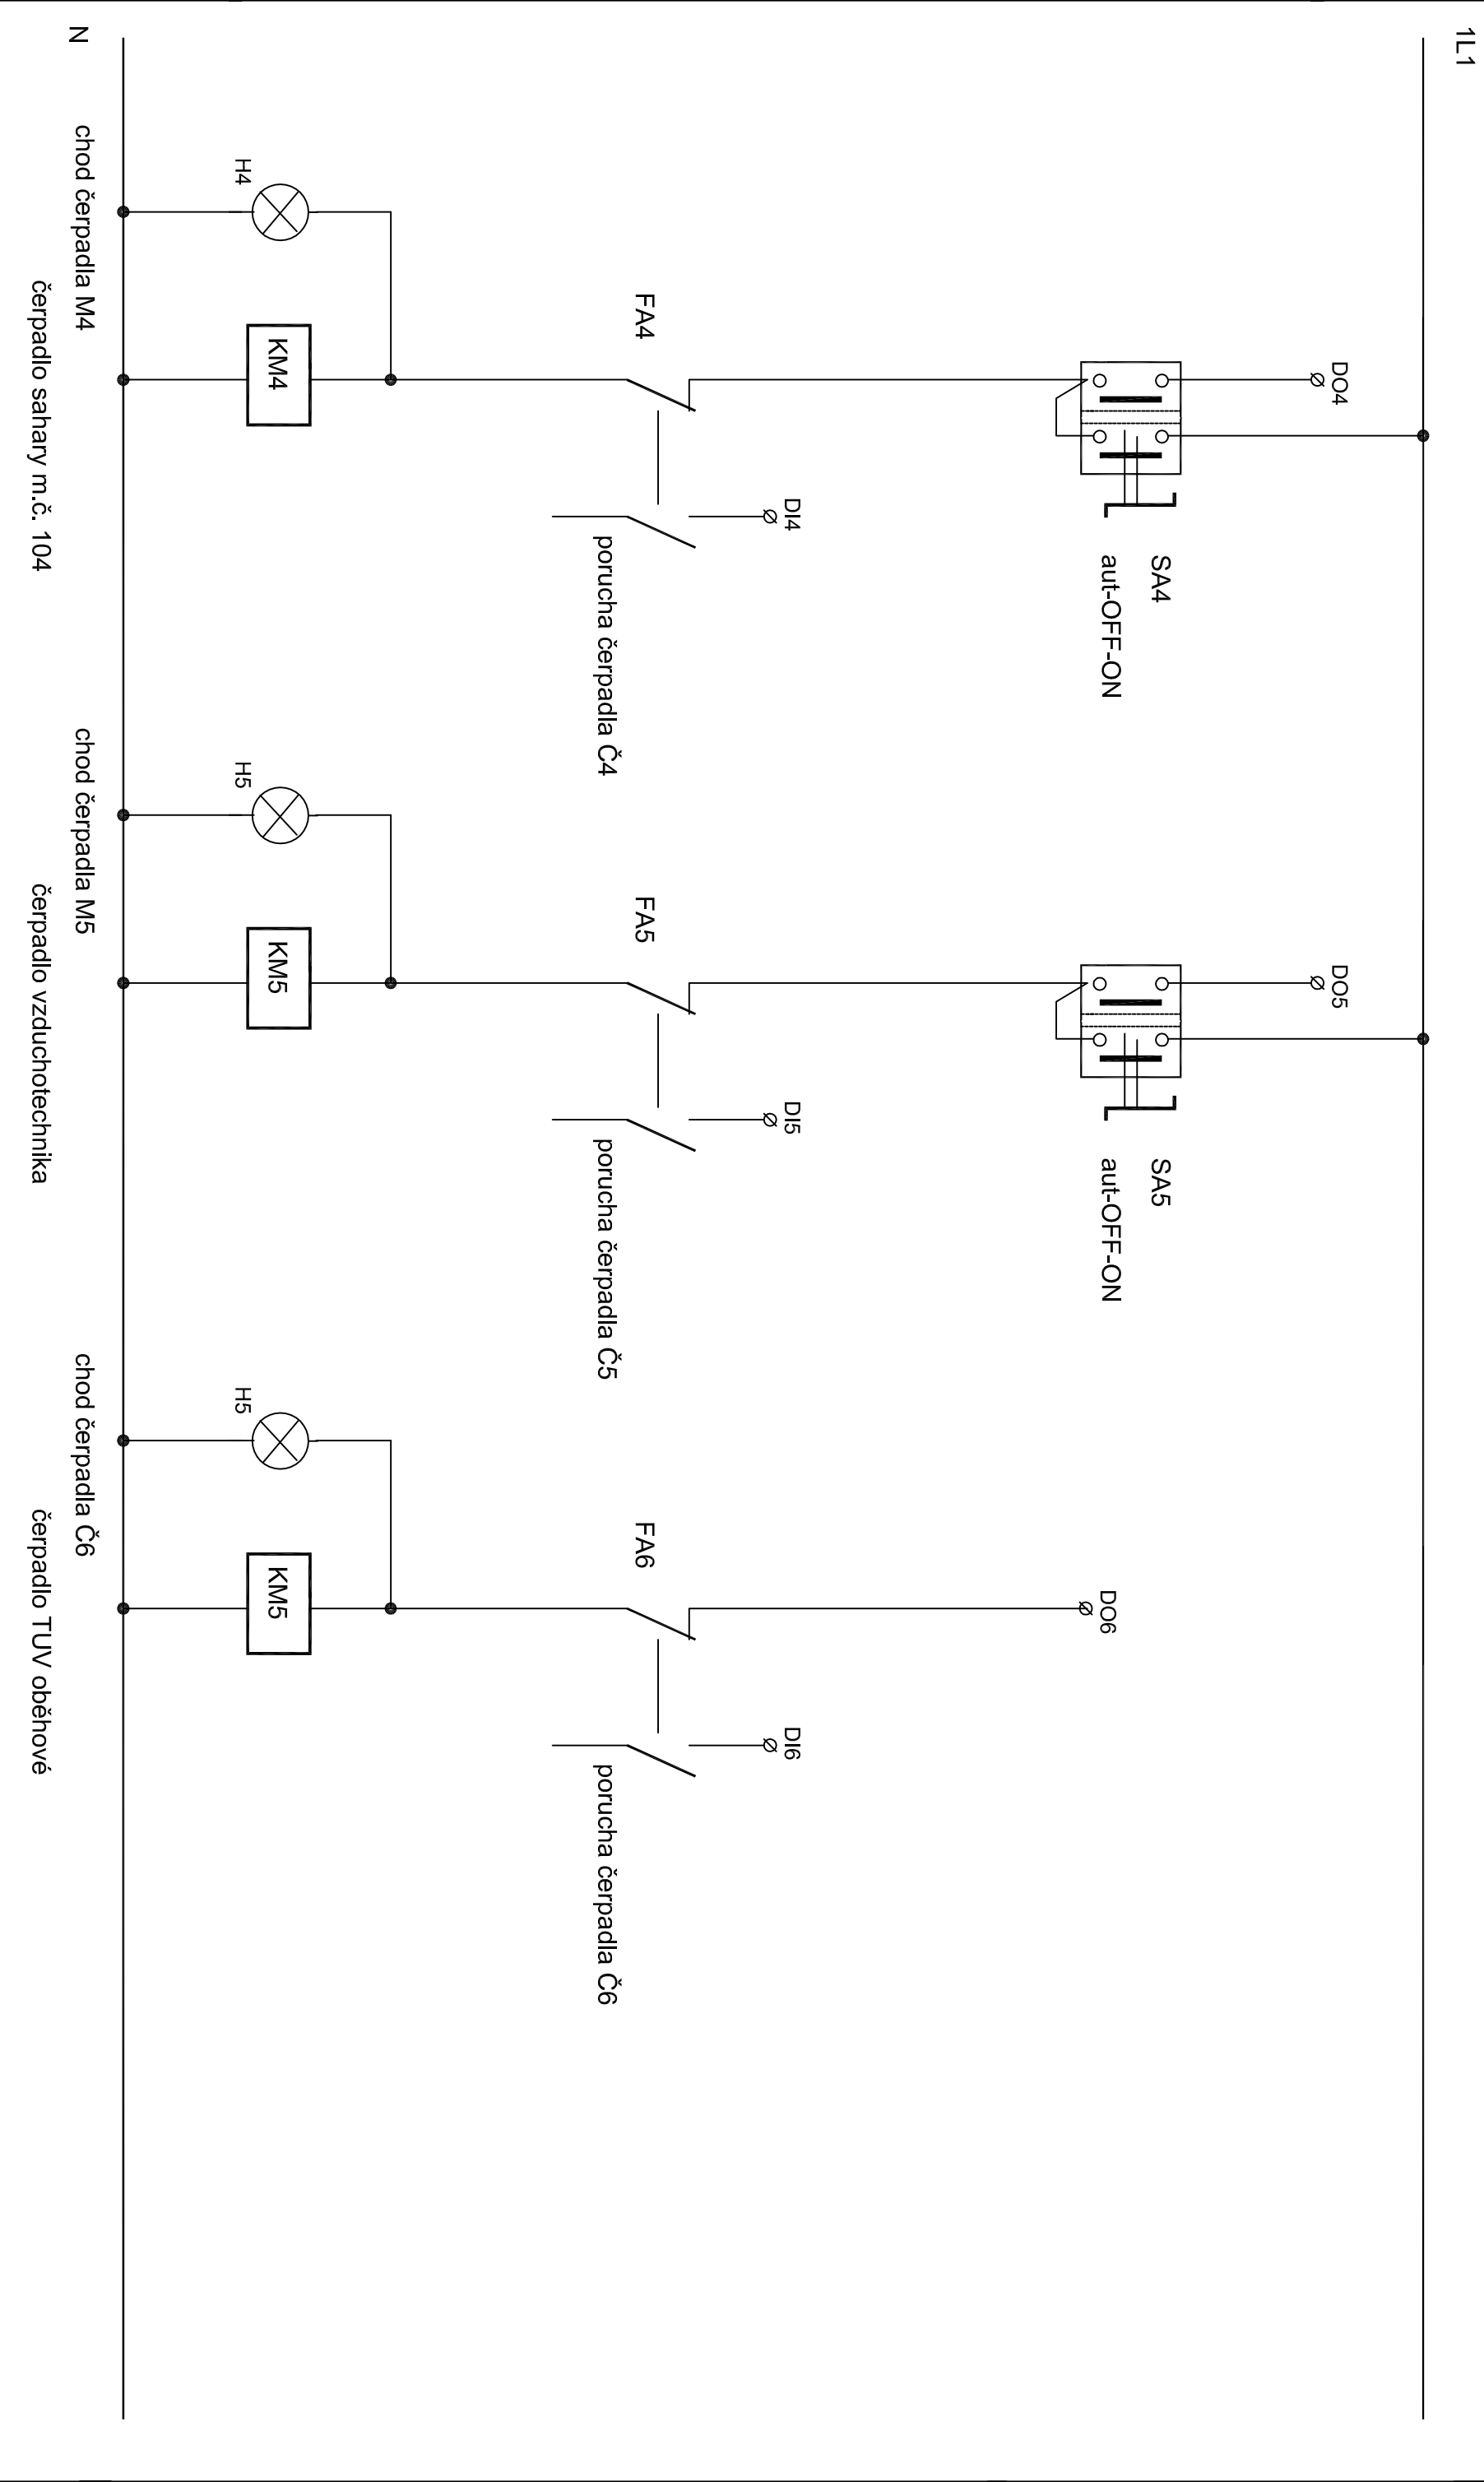 1L1
DO4
DO5
SA4
aut-OFF-ON
SA5
aut-OFF-ON
DO6
DI4
DI5
DI6
FA4
porucha čerpadla Č4
FA5
porucha čerpadla Č5
FA6
porucha čerpadla Č6
KM4
KM5
KM5
H4
H5
H5
N
chod čerpadla M4
chod čerpadla M5
chod čerpadla Č6
čerpadlo sahary m.č. 104
čerpadlo vzduchotechnika
čerpadlo TUV oběhové